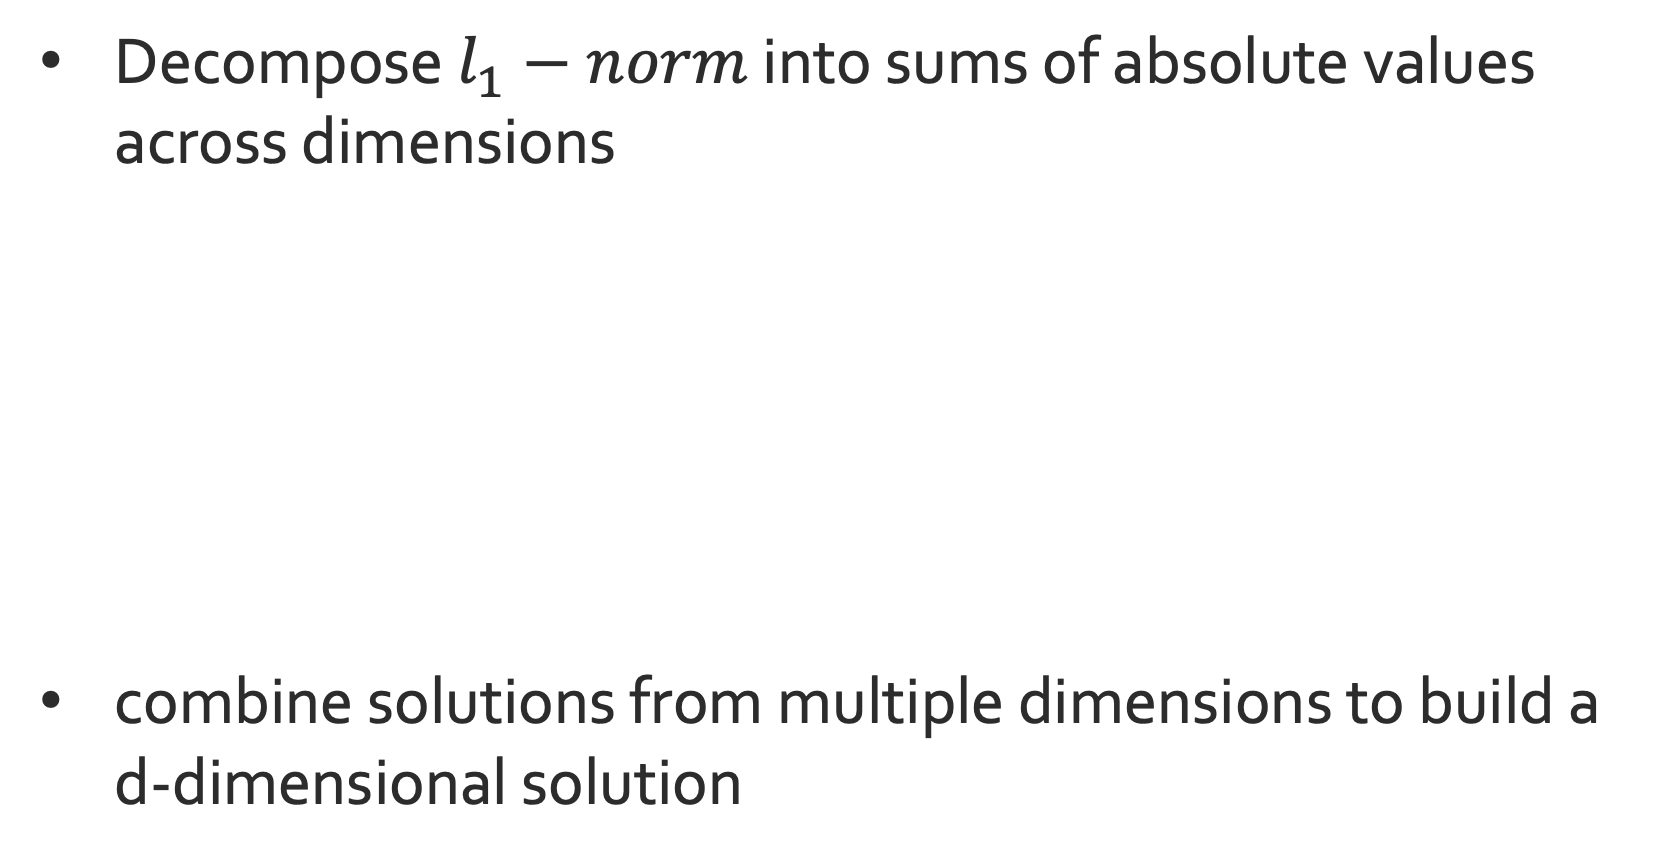 • Decompose l₁ − norm into sums of absolute values
across dimensions
• combine solutions from multiple dimensions to build a
d-dimensional solution